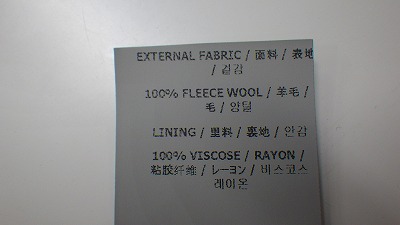 EXTERNAL FABRIC / 面料 / 表地
/ 겉감
100% FLEECE WOOL / 羊毛 /
毛 / 양털
LINING / 里料 / 裏地 / 안감
100% VISCOSE / RAYON /
粘胶纤维 / レーヨン / 비스코스
레이온